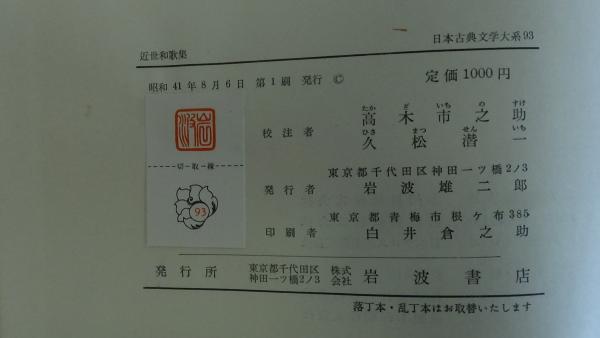 日本古典文学大系93
近世和歌集
昭和41年8月6日 第1刷 発行 ©
定価1000円
岩波
切─取─線
93
たか ぎ いち の すけ
校注者 高木市之助
ひさ まつ せん いち
久松潛一
東京都千代田区神田一ツ橋2ノ3
発行者 岩波雄二郎
東京都青梅市根ケ布385
印刷者 白井倉之助
発行所 東京都千代田区神田一ツ橋2ノ3 株式会社 岩波書店
落丁本・乱丁本はお取替いたします